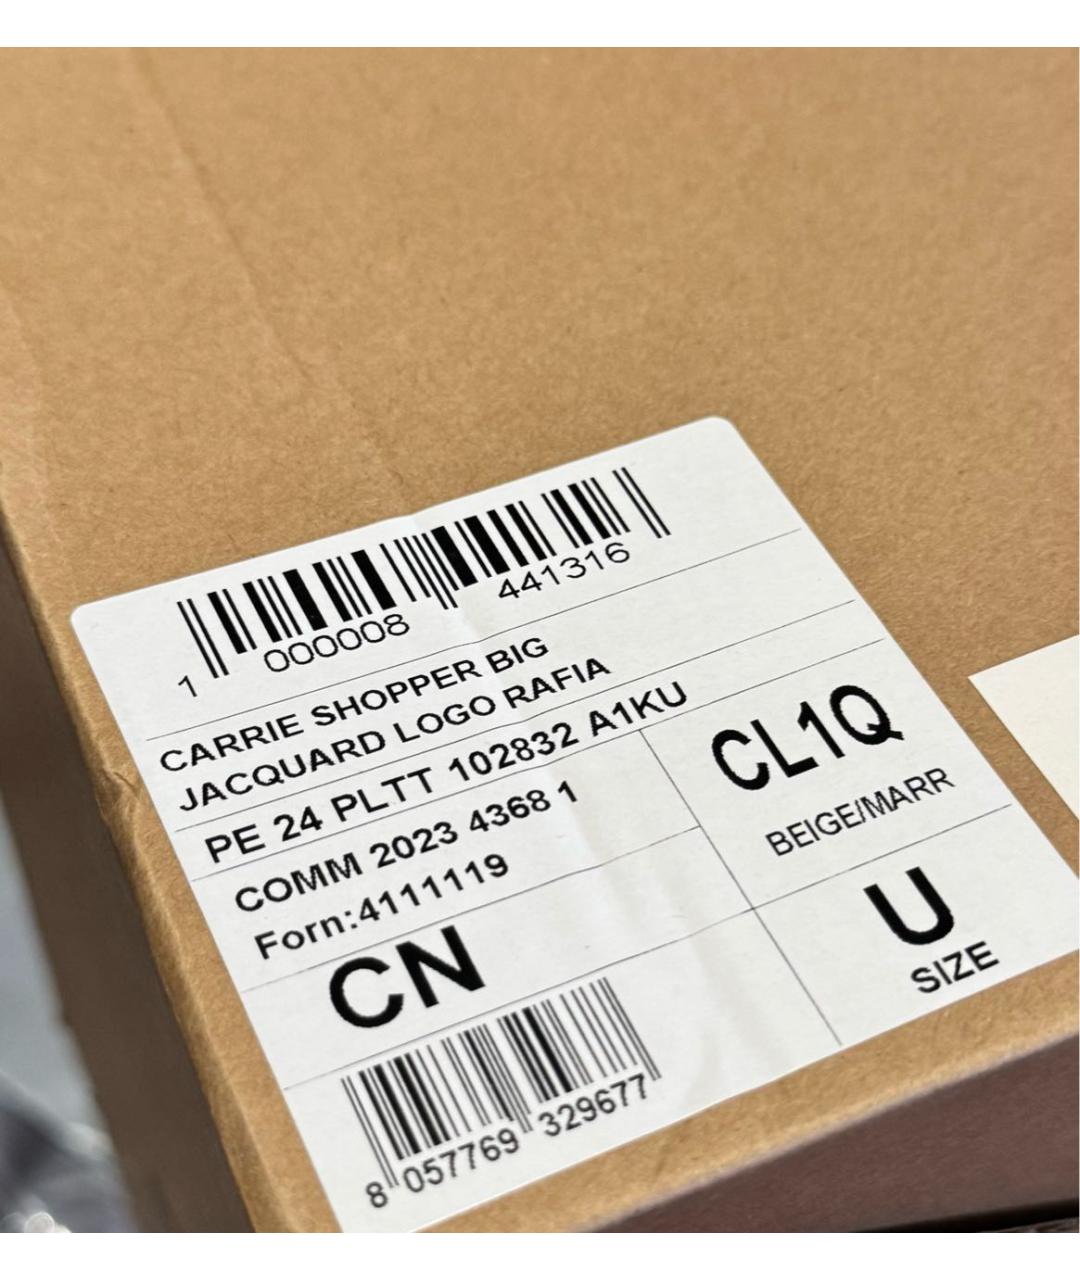 1 000008 441316
CARRIE SHOPPER BIG
JACQUARD LOGO RAFIA
PE 24 PLTT 102832 A1KU
COMM 2023 4368 1
Forn:4111119
CL1Q
BEIGE/MARR
CN
U
SIZE
8 057769 329677